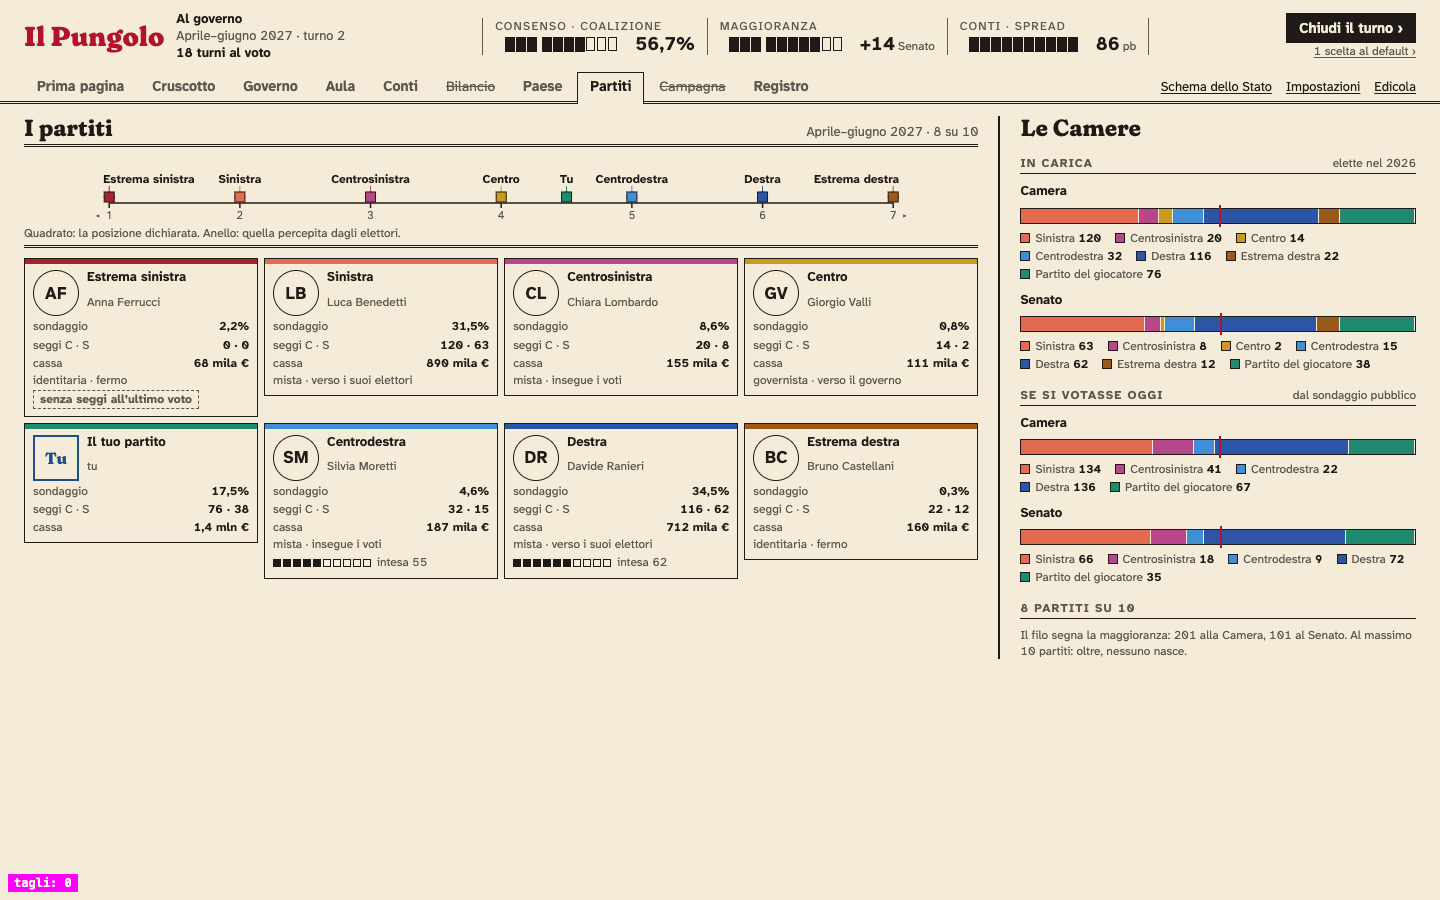 Il Pungolo
Al governo
Aprile–giugno 2027 · turno 2
18 turni al voto
CONSENSO · COALIZIONE
56,7%
MAGGIORANZA
+14 Senato
CONTI · SPREAD
86 pb
Chiudi il turno ›
1 scelta al default ›
Prima pagina Cruscotto Governo Aula Conti Bilancio Paese Partiti Campagna Registro
Schema dello Stato Impostazioni Edicola
I partiti
Aprile–giugno 2027 · 8 su 10
Estrema sinistra Sinistra Centrosinistra Centro Tu Centrodestra Destra Estrema destra
1 2 3 4 5 6 7
Quadrato: la posizione dichiarata. Anello: quella percepita dagli elettori.
AF
Estrema sinistra
Anna Ferrucci
sondaggio 2,2%
seggi C · S 0 · 0
cassa 68 mila €
identitaria · fermo
senza seggi all'ultimo voto
LB
Sinistra
Luca Benedetti
sondaggio 31,5%
seggi C · S 120 · 63
cassa 890 mila €
mista · verso i suoi elettori
CL
Centrosinistra
Chiara Lombardo
sondaggio 8,6%
seggi C · S 20 · 8
cassa 155 mila €
mista · insegue i voti
GV
Centro
Giorgio Valli
sondaggio 0,8%
seggi C · S 14 · 2
cassa 111 mila €
governista · verso il governo
Tu
Il tuo partito
tu
sondaggio 17,5%
seggi C · S 76 · 38
cassa 1,4 mln €
SM
Centrodestra
Silvia Moretti
sondaggio 4,6%
seggi C · S 32 · 15
cassa 187 mila €
mista · insegue i voti
intesa 55
DR
Destra
Davide Ranieri
sondaggio 34,5%
seggi C · S 116 · 62
cassa 712 mila €
mista · verso i suoi elettori
intesa 62
BC
Estrema destra
Bruno Castellani
sondaggio 0,3%
seggi C · S 22 · 12
cassa 160 mila €
identitaria · fermo
Le Camere
IN CARICA elette nel 2026
Camera
Sinistra 120 Centrosinistra 20 Centro 14
Centrodestra 32 Destra 116 Estrema destra 22
Partito del giocatore 76
Senato
Sinistra 63 Centrosinistra 8 Centro 2 Centrodestra 15
Destra 62 Estrema destra 12 Partito del giocatore 38
SE SI VOTASSE OGGI dal sondaggio pubblico
Camera
Sinistra 134 Centrosinistra 41 Centrodestra 22
Destra 136 Partito del giocatore 67
Senato
Sinistra 66 Centrosinistra 18 Centrodestra 9 Destra 72
Partito del giocatore 35
8 PARTITI SU 10
Il filo segna la maggioranza: 201 alla Camera, 101 al Senato. Al massimo
10 partiti: oltre, nessuno nasce.
tagli: 0